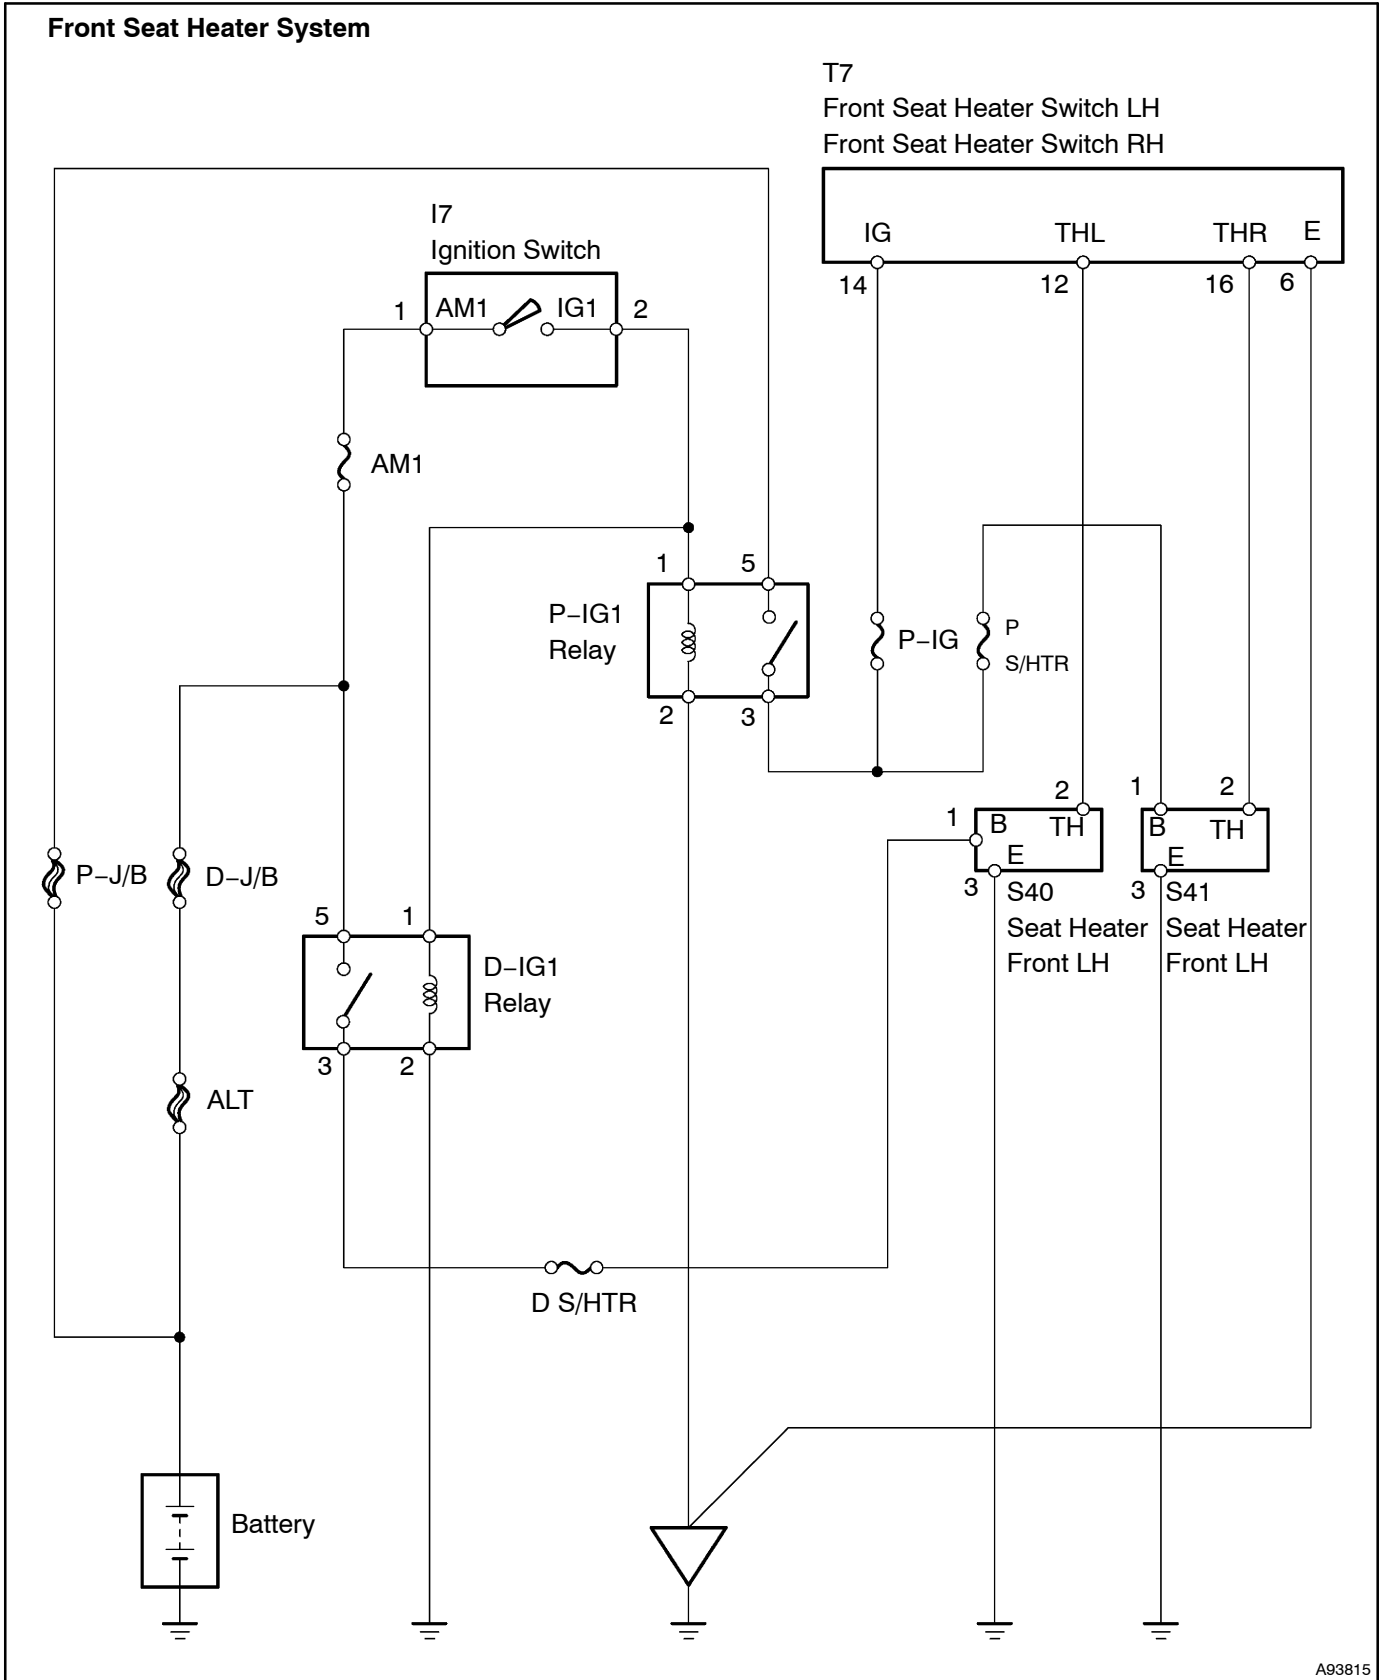 Front Seat Heater System
T7
Front Seat Heater Switch LH
Front Seat Heater Switch RH
IG
THL
THR
E
14
12
16
6
I7
Ignition Switch
1
AM1
IG1
2
AM1
1
5
P-IG1
Relay
2
3
P-IG
P
S/HTR
P-J/B
D-J/B
ALT
5
1
D-IG1
Relay
3
2
D S/HTR
1
2
B
TH
E
3
S40
Seat Heater
Front LH
1
2
B
TH
E
3
S41
Seat Heater
Front LH
Battery
A93815